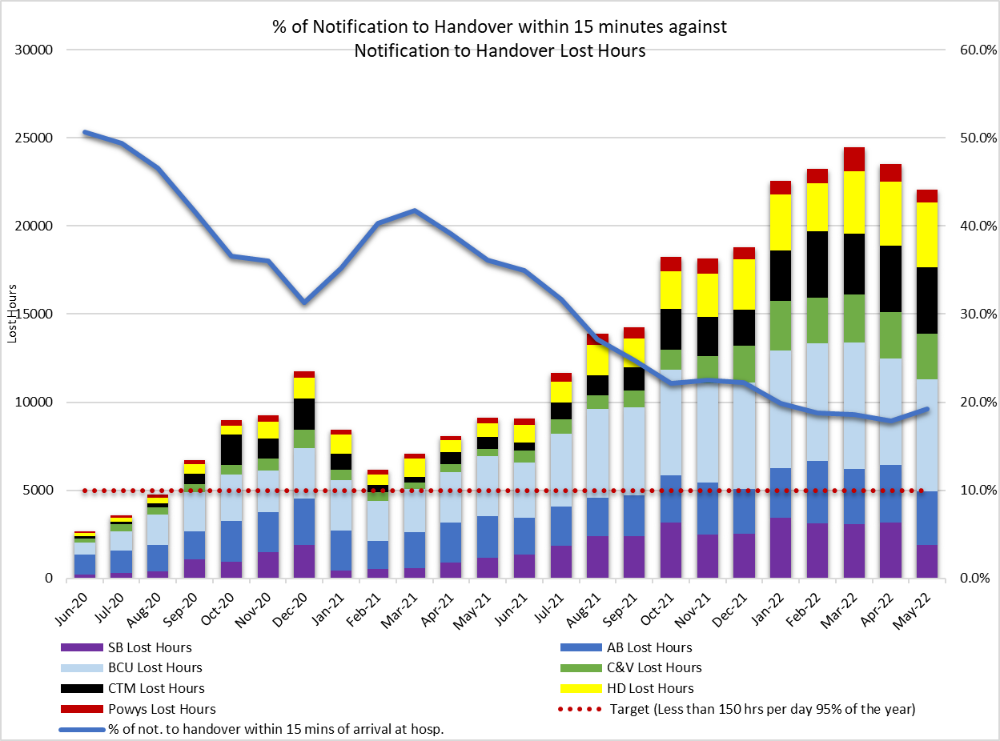 % of Notification to Handover within 15 minutes against
Notification to Handover Lost Hours
30000
25000
20000
15000
10000
5000
0
Lost Hours
60.0%
50.0%
40.0%
30.0%
20.0%
10.0%
0.0%
Jun-20
Jul-20
Aug-20
Sep-20
Oct-20
Nov-20
Dec-20
Jan-21
Feb-21
Mar-21
Apr-21
May-21
Jun-21
Jul-21
Aug-21
Sep-21
Oct-21
Nov-21
Dec-21
Jan-22
Feb-22
Mar-22
Apr-22
May-22
SB Lost Hours
AB Lost Hours
BCU Lost Hours
C&V Lost Hours
CTM Lost Hours
HD Lost Hours
Powys Lost Hours
Target (Less than 150 hrs per day 95% of the year)
% of not. to handover within 15 mins of arrival at hosp.